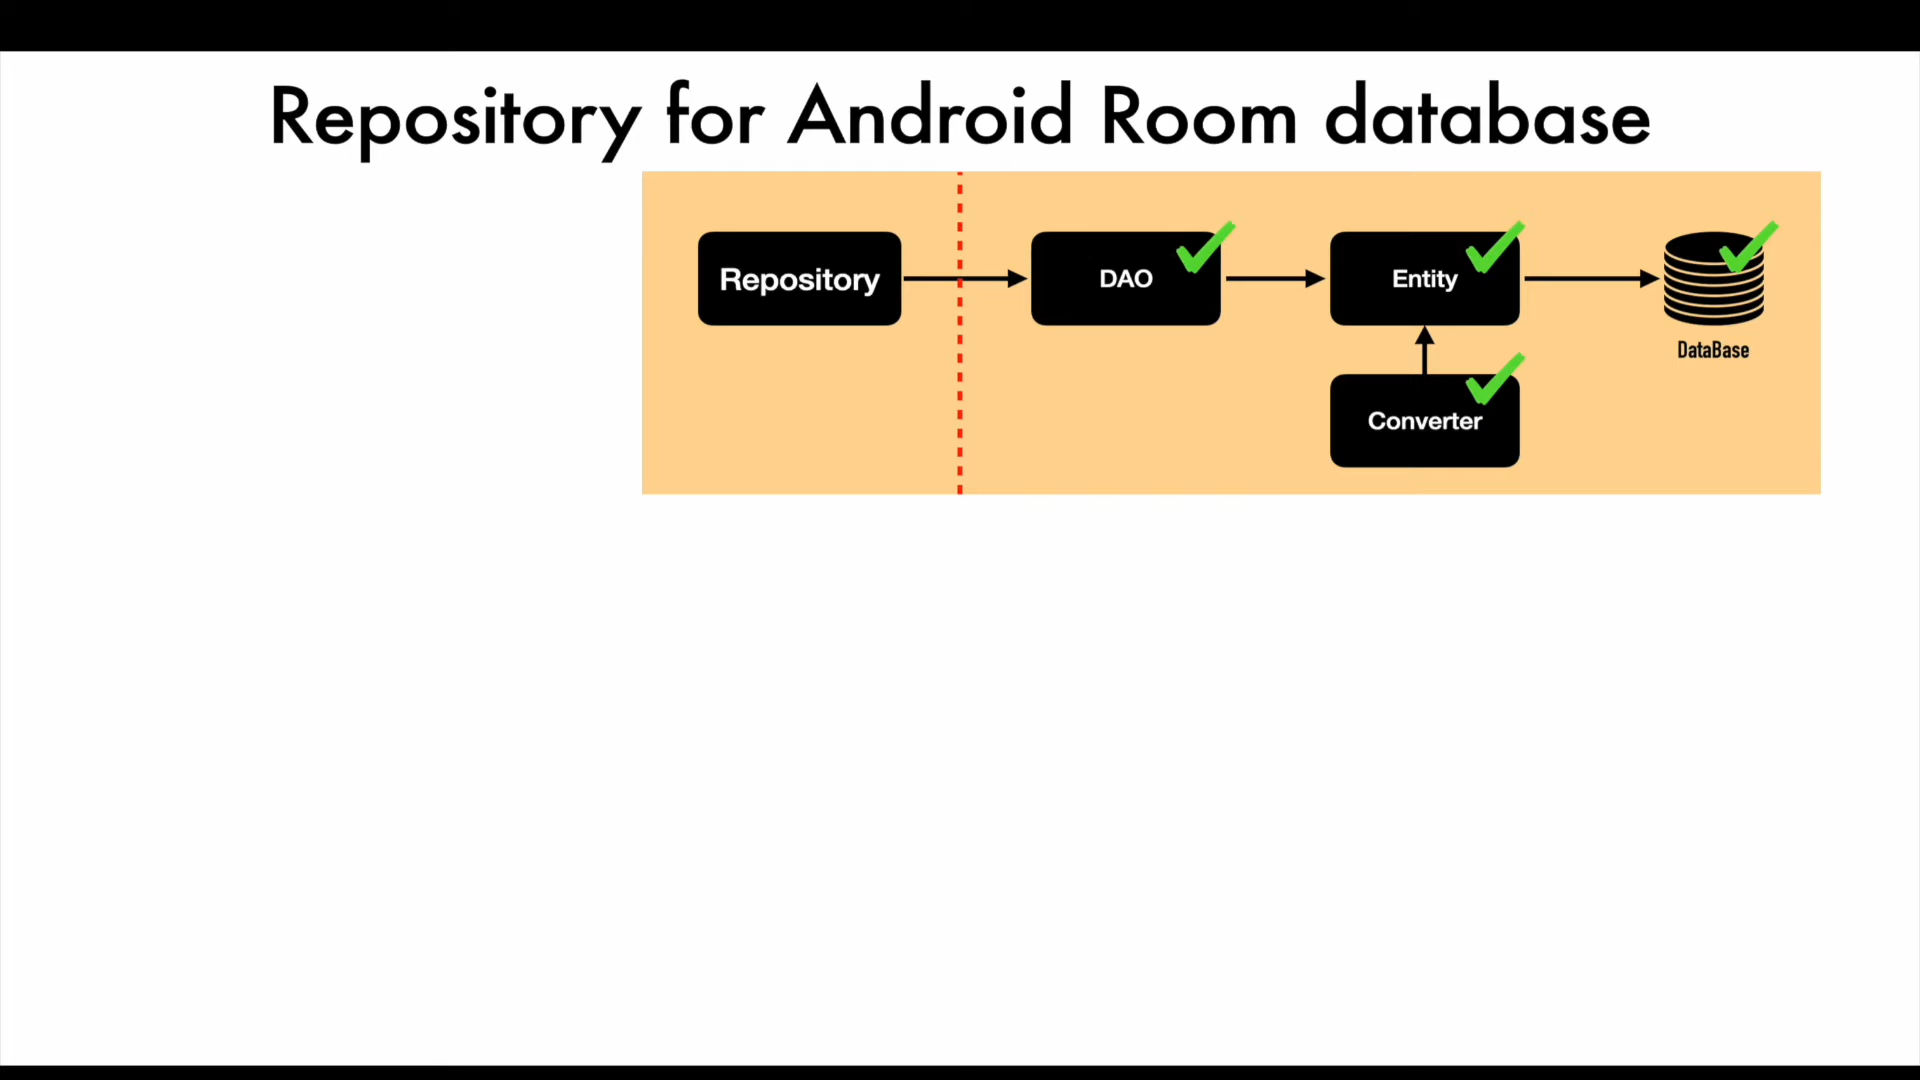 Repository for Android Room database
Repository
DAO
Entity
DataBase
Converter